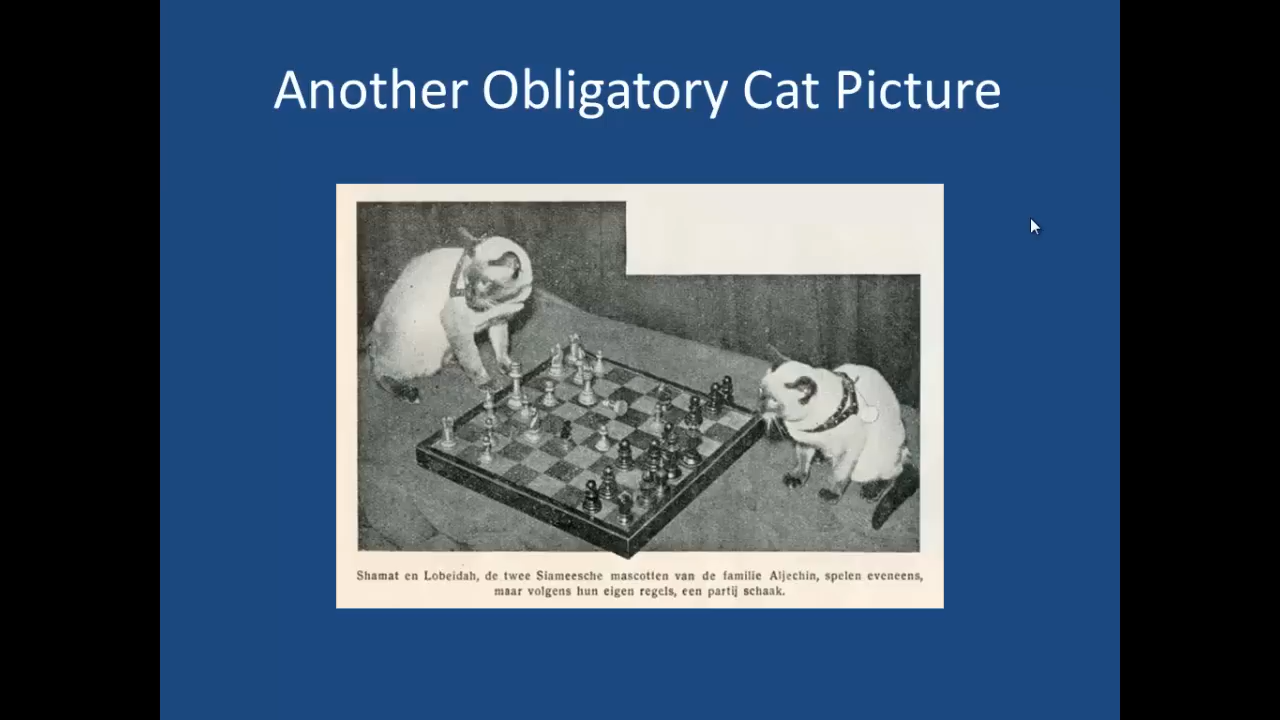 Another Obligatory Cat Picture
Shamat en Lobeidah, de twee Siameesche mascotten van de familie Aljechin, spelen eveneens,
maar volgens hun eigen regels, een partij schaak.